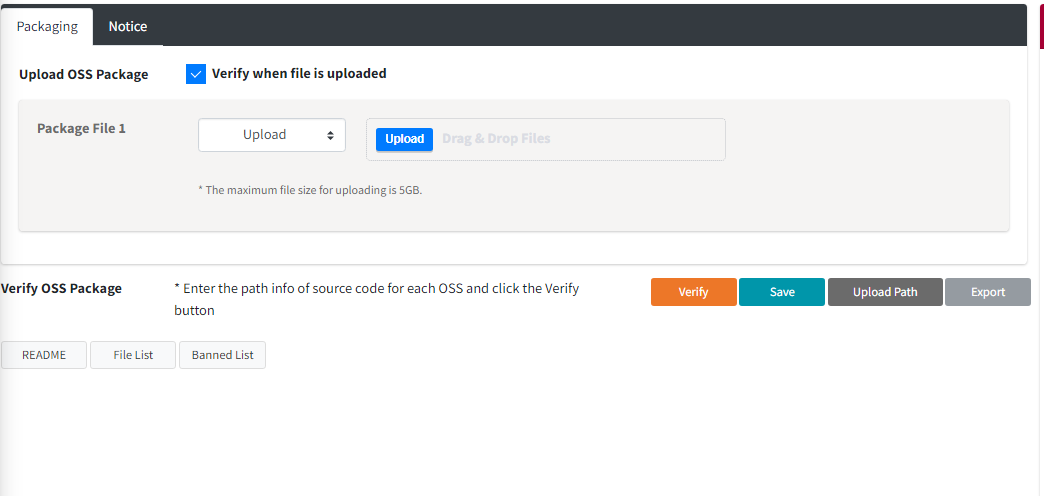 Packaging
Notice
Upload OSS Package
Verify when file is uploaded
Package File 1
Upload
Upload
Drag & Drop Files
* The maximum file size for uploading is 5GB.
Verify OSS Package
* Enter the path info of source code for each OSS and click the Verify
button
Verify
Save
Upload Path
Export
README
File List
Banned List